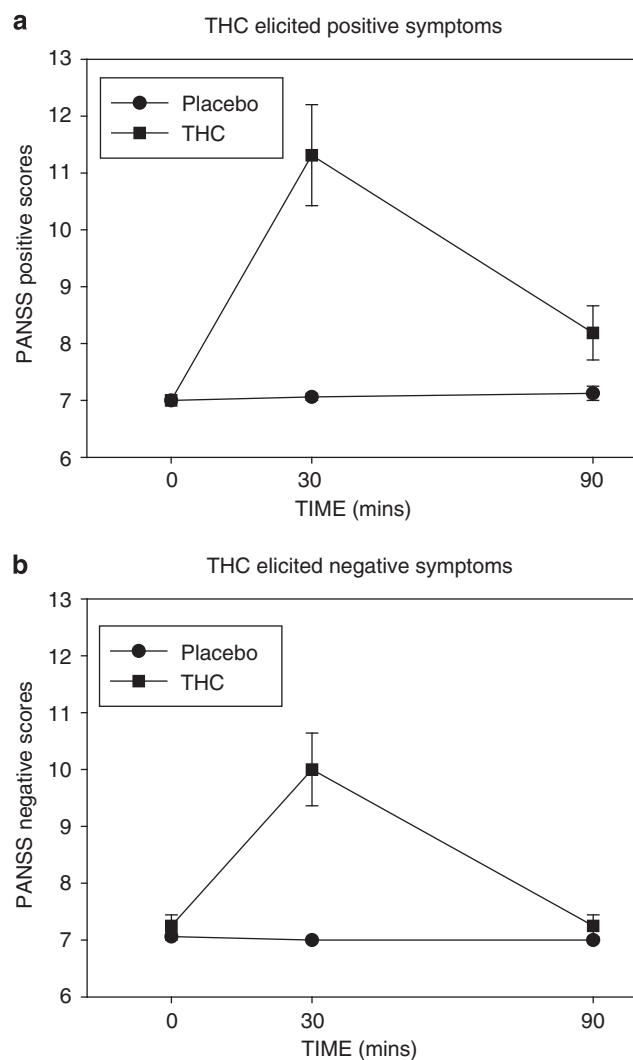 a
THC elicited positive symptoms
13
12
11
10
9
8
7
6
PANSS positive scores
Placebo
THC
0 30 90
TIME (mins)
b
THC elicited negative symptoms
13
12
11
10
9
8
7
6
PANSS negative scores
Placebo
THC
0 30 90
TIME (mins)